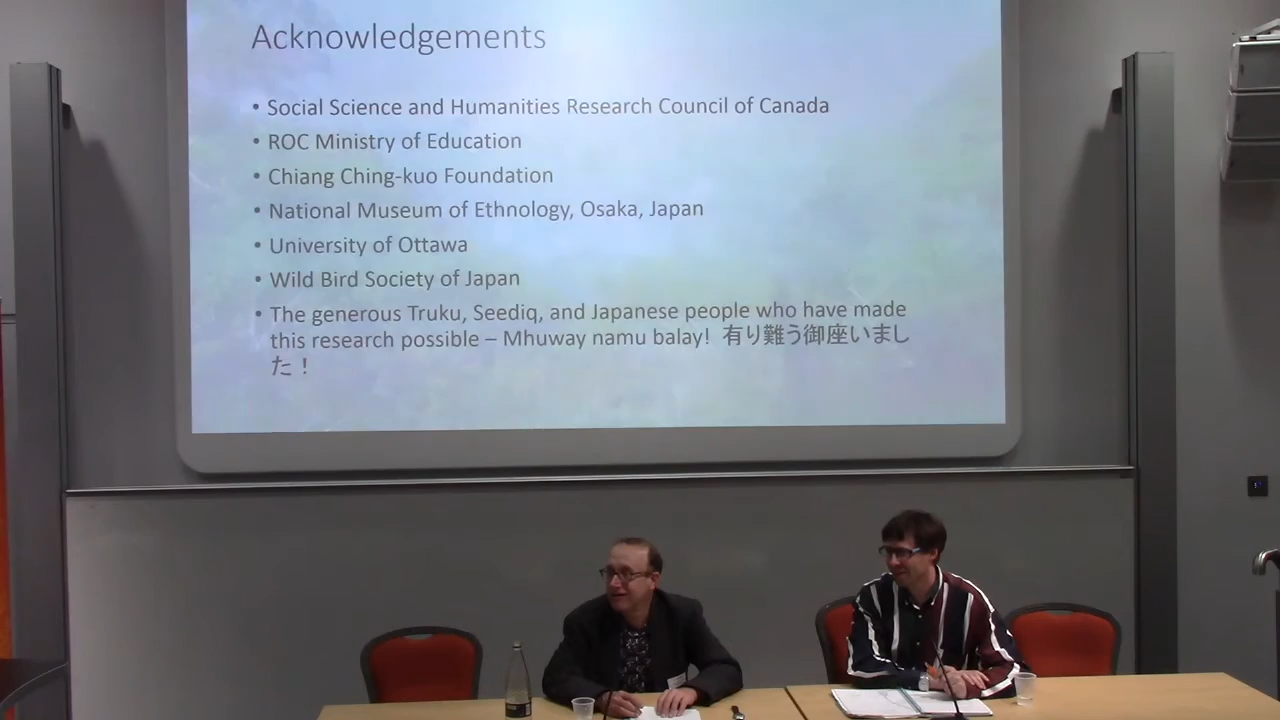 Acknowledgements
• Social Science and Humanities Research Council of Canada
• ROC Ministry of Education
• Chiang Ching-kuo Foundation
• National Museum of Ethnology, Osaka, Japan
• University of Ottawa
• Wild Bird Society of Japan
• The generous Truku, Seediq, and Japanese people who have made
this research possible – Mhuway namu balay! 有り難う御座いまし
た！